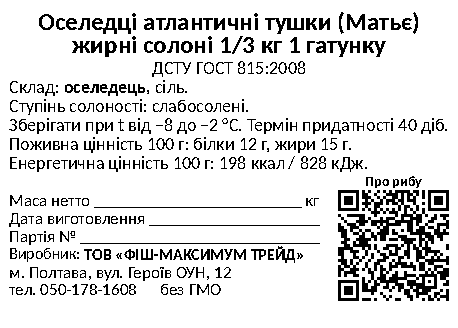 Оселедці атлантичні тушки (Матьє)
жирні солоні 1/3 кг 1 гатунку
ДСТУ ГОСТ 815:2008
Склад: оселедець, сіль.
Ступінь солоності: слабосолені.
Зберігати при t від –8 до –2 °С. Термін придатності 40 діб.
Поживна цінність 100 г: білки 12 г, жири 15 г.
Енергетична цінність 100 г: 198 ккал / 828 кДж.
Про рибу
Маса нетто ____________________ кг
Дата виготовлення ____________________
Партія № ____________________
Виробник: ТОВ «ФІШ-МАКСИМУМ ТРЕЙД»
м. Полтава, вул. Героїв ОУН, 12
тел. 050-178-1608 без ГМО